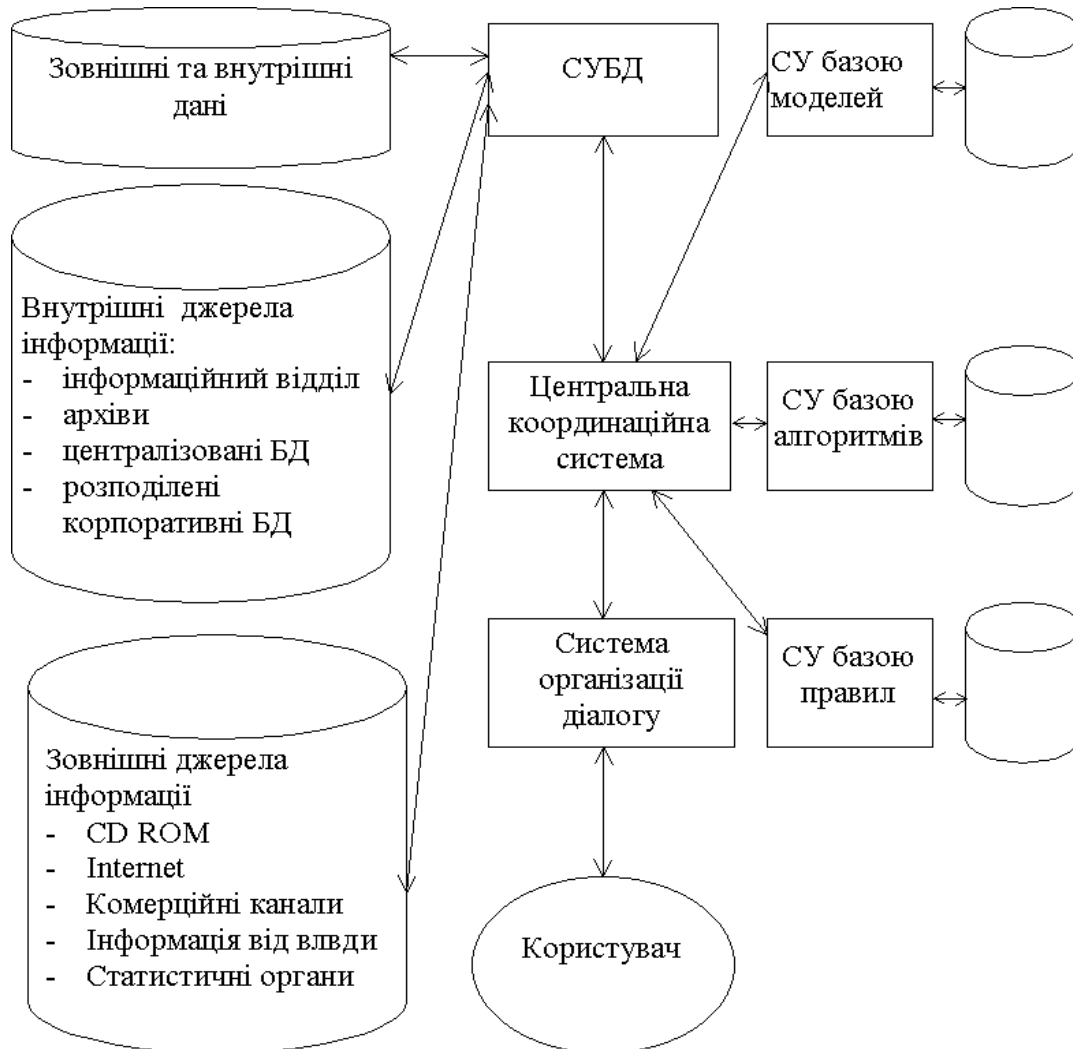 Зовнішні та внутрішні
дані
СУБД
СУ базою
моделей
Внутрішні джерела
інформації:
- інформаційний відділ
- архіви
- централізовані БД
- розподілені
корпоративні БД
Центральна
координаційна
система
СУ базою
алгоритмів
Система
організації
діалогу
СУ базою
правил
Зовнішні джерела
інформації
- CD ROM
- Internet
- Комерційні канали
- Інформація від влвди
- Статистичні органи
Користувач